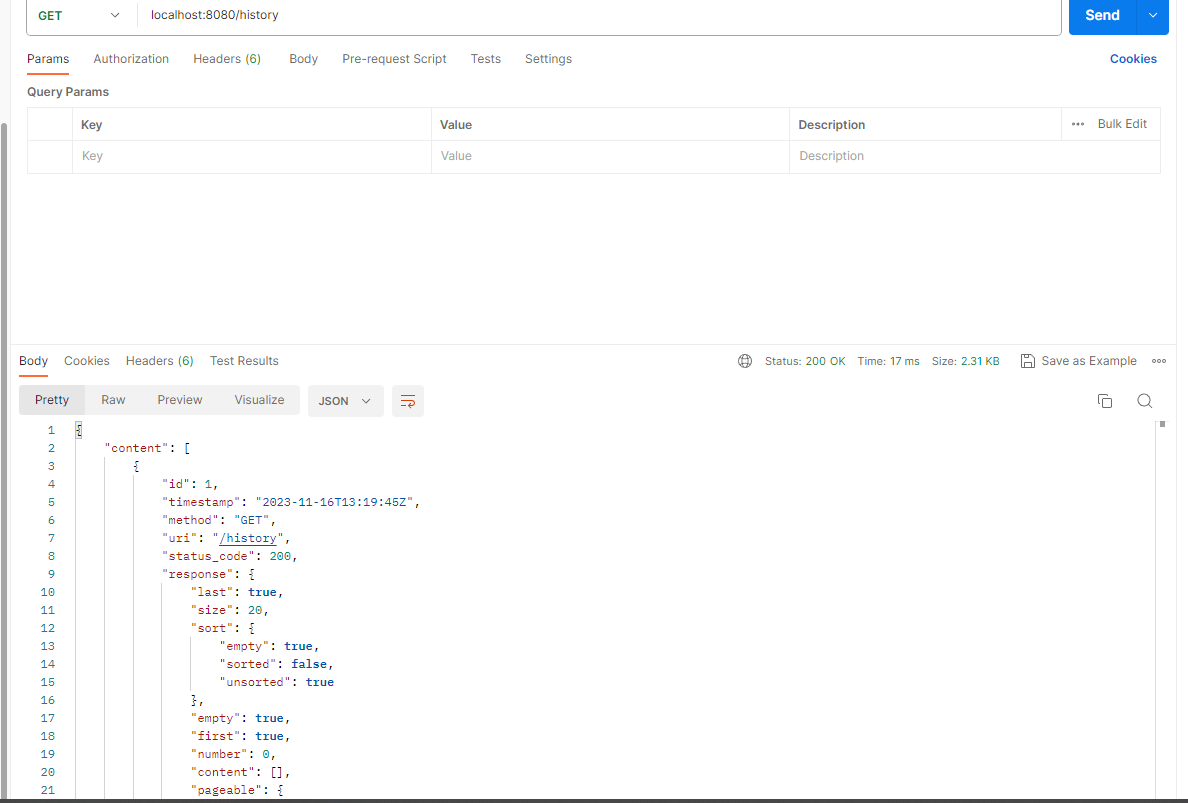 GET localhost:8080/history Send
Params Authorization Headers (6) Body Pre-request Script Tests Settings Cookies
Query Params
Key Value Description ••• Bulk Edit
Key Value Description
Body Cookies Headers (6) Test Results Status: 200 OK Time: 17 ms Size: 2.31 KB Save as Example
Pretty Raw Preview Visualize JSON
1 {
2 "content": [
3 {
4 "id": 1,
5 "timestamp": "2023-11-16T13:19:45Z",
6 "method": "GET",
7 "uri": "/history",
8 "status_code": 200,
9 "response": {
10 "last": true,
11 "size": 20,
12 "sort": {
13 "empty": true,
14 "sorted": false,
15 "unsorted": true
16 },
17 "empty": true,
18 "first": true,
19 "number": 0,
20 "content": [],
21 "pageable": {